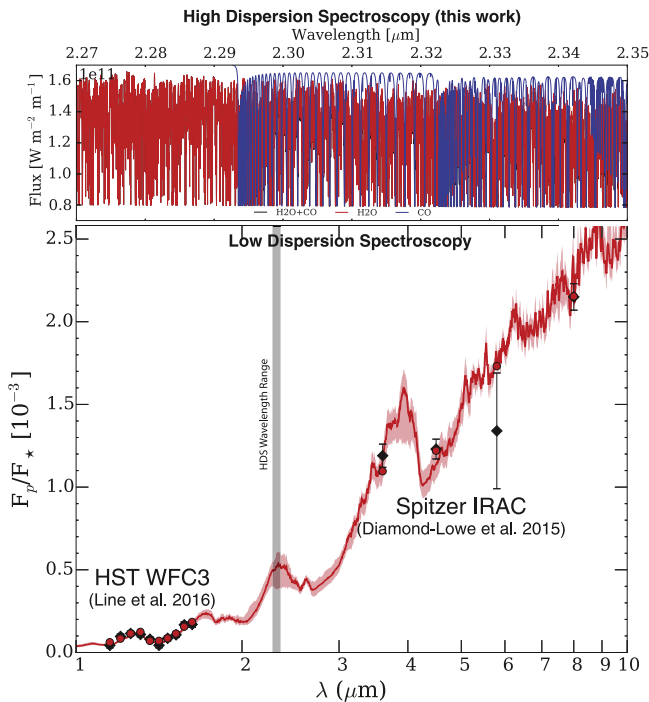 High Dispersion Spectroscopy (this work)
Wavelength [μm]
2.27 2.28 2.29 2.30 2.31 2.32 2.33 2.34 2.35
1e11
1.6
1.4
1.2
1.0
0.8
Flux [W m⁻² m⁻¹]
H2O+CO H2O CO
Low Dispersion Spectroscopy
2.5
2.0
1.5
1.0
0.5
0.0
F_p/F_⋆ [10⁻³]
HDS Wavelength Range
Spitzer IRAC
(Diamond-Lowe et al. 2015)
HST WFC3
(Line et al. 2016)
1 2 3 4 5 6 7 8 9 10
λ (μm)